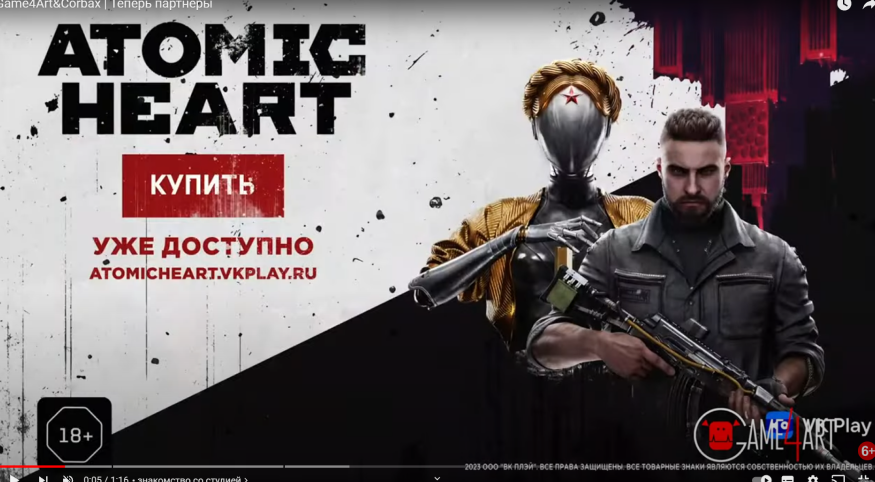 Game4Art&Corbax | Теперь партнеры
ATOMIC
HEART
КУПИТЬ
УЖЕ ДОСТУПНО
ATOMICHEART.VKPLAY.RU
18+
VK Play
GAME4ART
6+
2023 ООО "ВК ПЛЭЙ". ВСЕ ПРАВА ЗАЩИЩЕНЫ. ВСЕ ТОВАРНЫЕ ЗНАКИ ЯВЛЯЮТСЯ СОБСТВЕННОСТЬЮ ИХ ВЛАДЕЛЬЦЕВ
0:05 / 1:16 • знакомство со студией ›